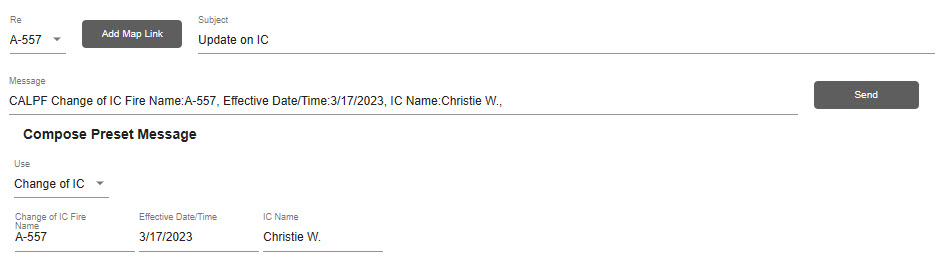 Re
Subject
A-557
Add Map Link
Update on IC
Message
CALPF Change of IC Fire Name:A-557, Effective Date/Time:3/17/2023, IC Name:Christie W.,
Send
Compose Preset Message
Use
Change of IC
Change of IC Fire
Name
Effective Date/Time
IC Name
A-557
3/17/2023
Christie W.